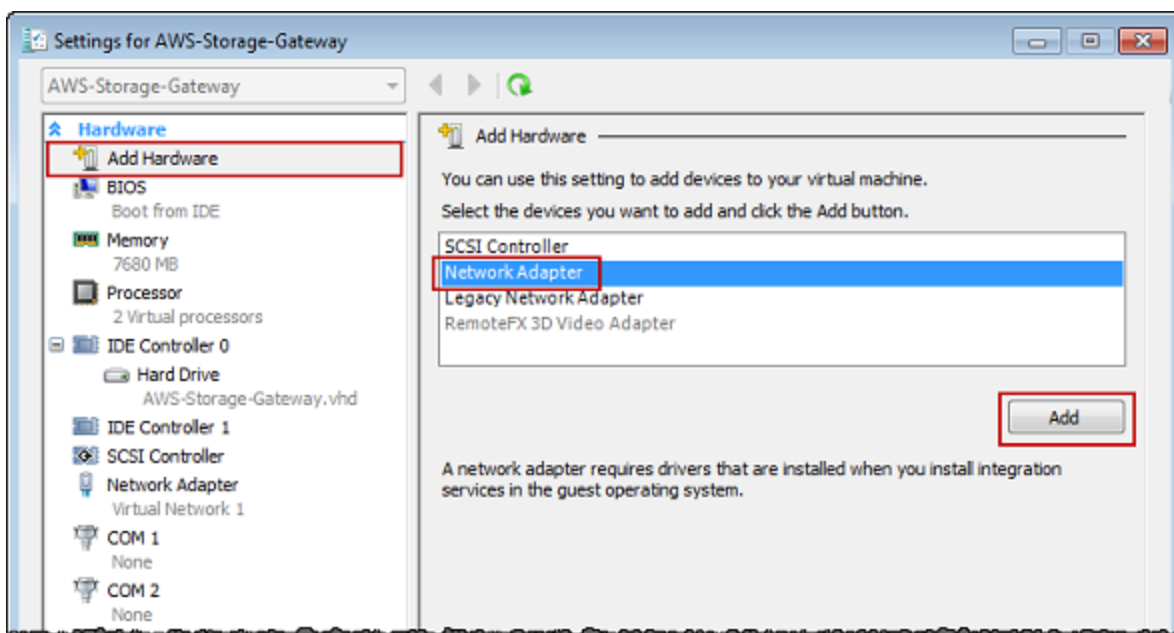 Settings for AWS-Storage-Gateway
AWS-Storage-Gateway
Hardware
Add Hardware
BIOS
Boot from IDE
Memory
7680 MB
Processor
2 Virtual processors
IDE Controller 0
Hard Drive
AWS-Storage-Gateway.vhd
IDE Controller 1
SCSI Controller
Network Adapter
Virtual Network 1
COM 1
None
COM 2
None
Add Hardware
You can use this setting to add devices to your virtual machine.
Select the devices you want to add and click the Add button.
SCSI Controller
Network Adapter
Legacy Network Adapter
RemoteFX 3D Video Adapter
Add
A network adapter requires drivers that are installed when you install integration
services in the guest operating system.